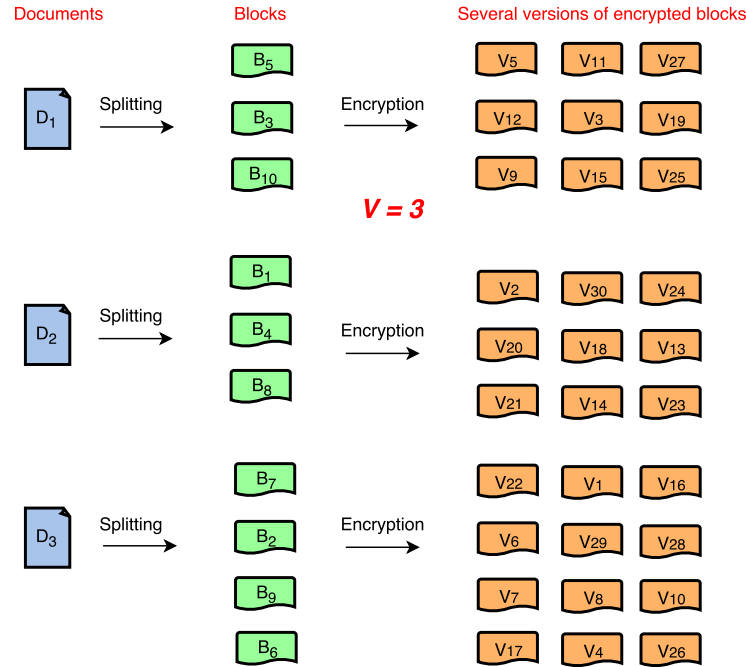 Documents Blocks Several versions of encrypted blocks
B5 V5 V11 V27
D1 Splitting B3 Encryption V12 V3 V19
B10 V9 V15 V25
V = 3
B1 V2 V30 V24
D2 Splitting B4 Encryption V20 V18 V13
B8 V21 V14 V23
B7 V22 V1 V16
D3 Splitting B2 Encryption V6 V29 V28
B9 V7 V8 V10
B6 V17 V4 V26